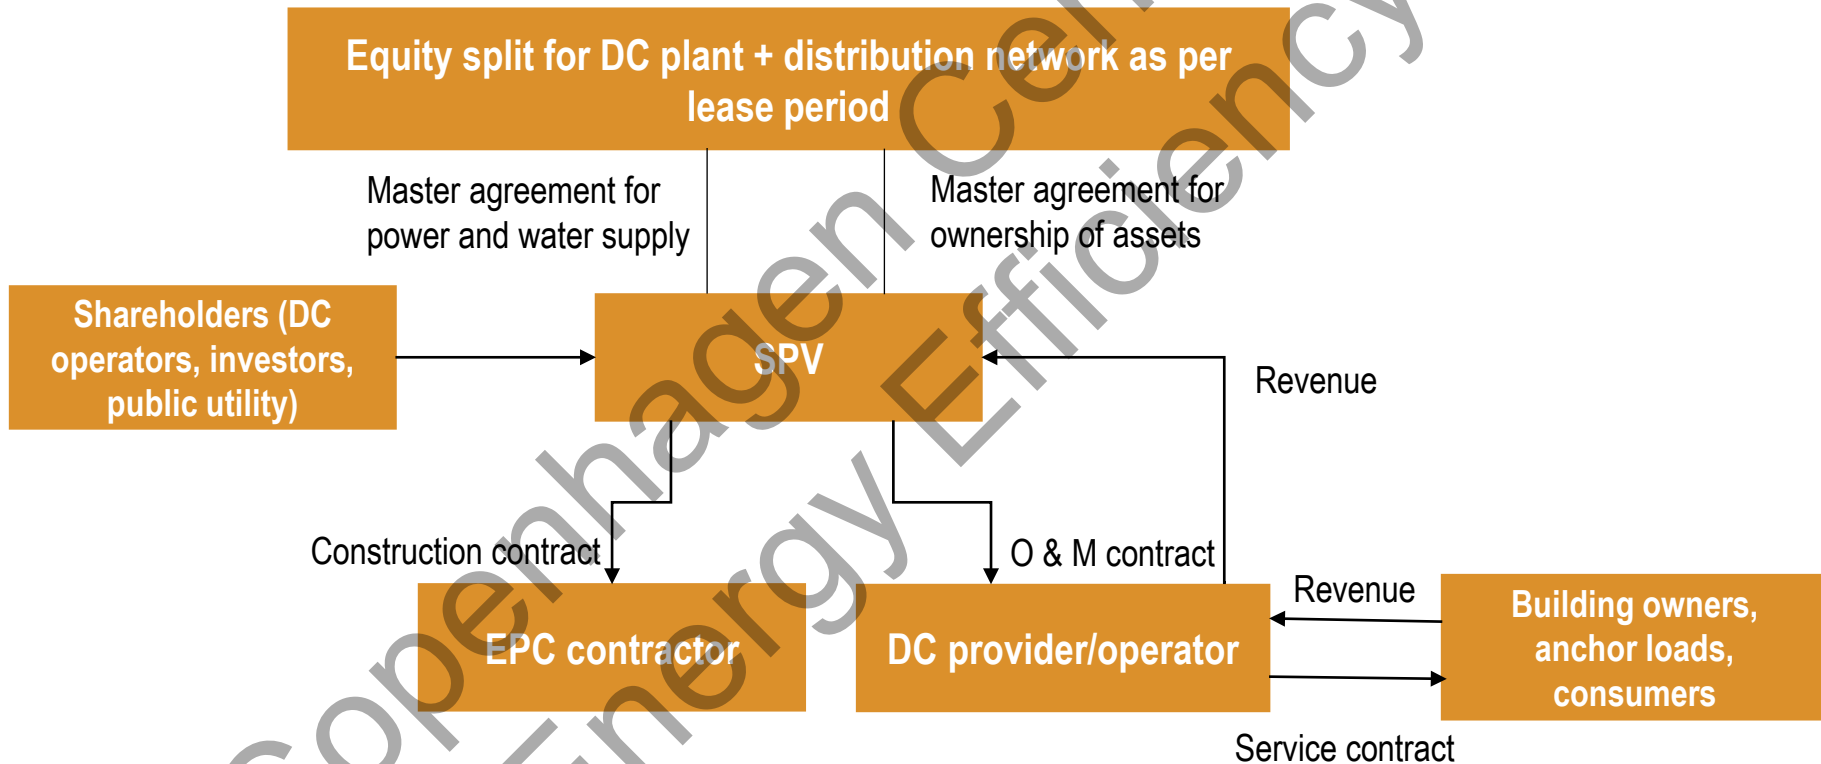 Equity split for DC plant + distribution network as per
lease period
Master agreement for
power and water supply
Master agreement for
ownership of assets
Shareholders (DC
operators, investors,
public utility)
SPV
Revenue
Construction contract
O & M contract
EPC contractor
DC provider/operator
Revenue
Building owners,
anchor loads,
consumers
Service contract
Copenhagen Cen
Energy Efficiency